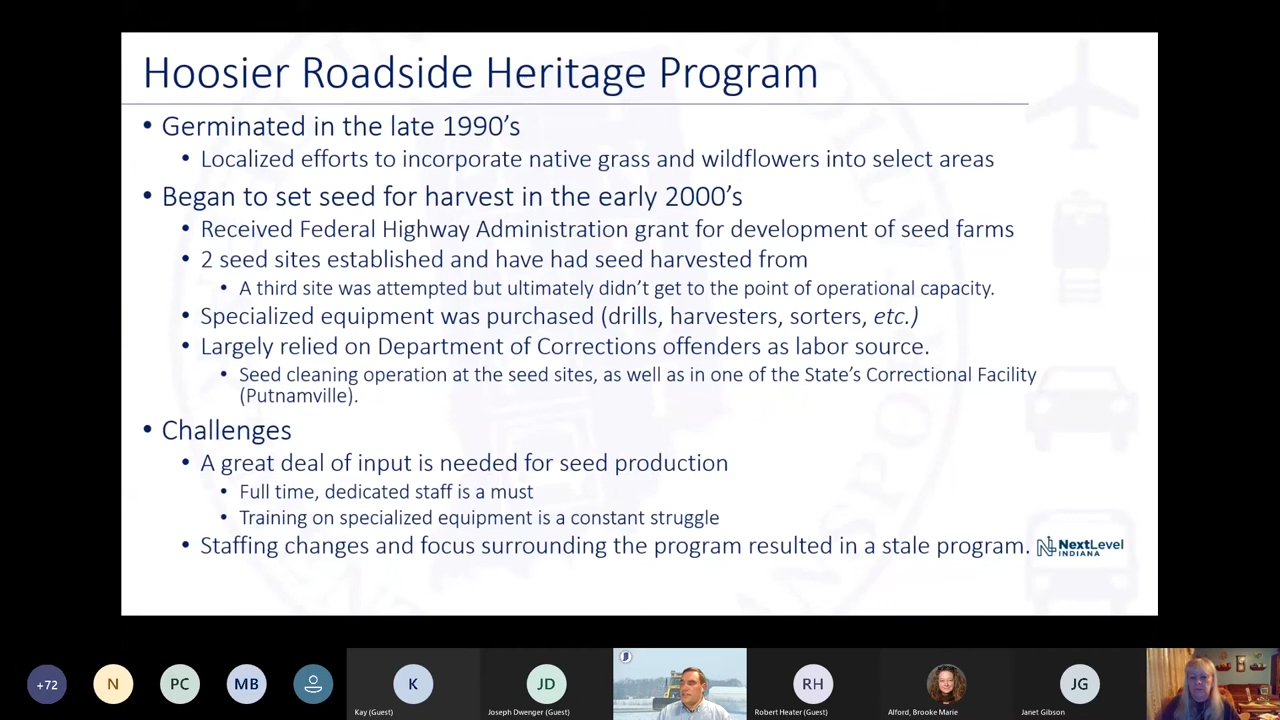 Hoosier Roadside Heritage Program
• Germinated in the late 1990's
• Localized efforts to incorporate native grass and wildflowers into select areas
• Began to set seed for harvest in the early 2000's
• Received Federal Highway Administration grant for development of seed farms
• 2 seed sites established and have had seed harvested from
• A third site was attempted but ultimately didn't get to the point of operational capacity.
• Specialized equipment was purchased (drills, harvesters, sorters, etc.)
• Largely relied on Department of Corrections offenders as labor source.
• Seed cleaning operation at the seed sites, as well as in one of the State's Correctional Facility
(Putnamville).
• Challenges
• A great deal of input is needed for seed production
• Full time, dedicated staff is a must
• Training on specialized equipment is a constant struggle
• Staffing changes and focus surrounding the program resulted in a stale program.
NextLevel
INDIANA
+72
N
PC
MB
K
JD
RH
JG
Kay (Guest)
Joseph Dwenger (Guest)
Robert Heater (Guest)
Alford, Brooke Marie
Janet Gibson